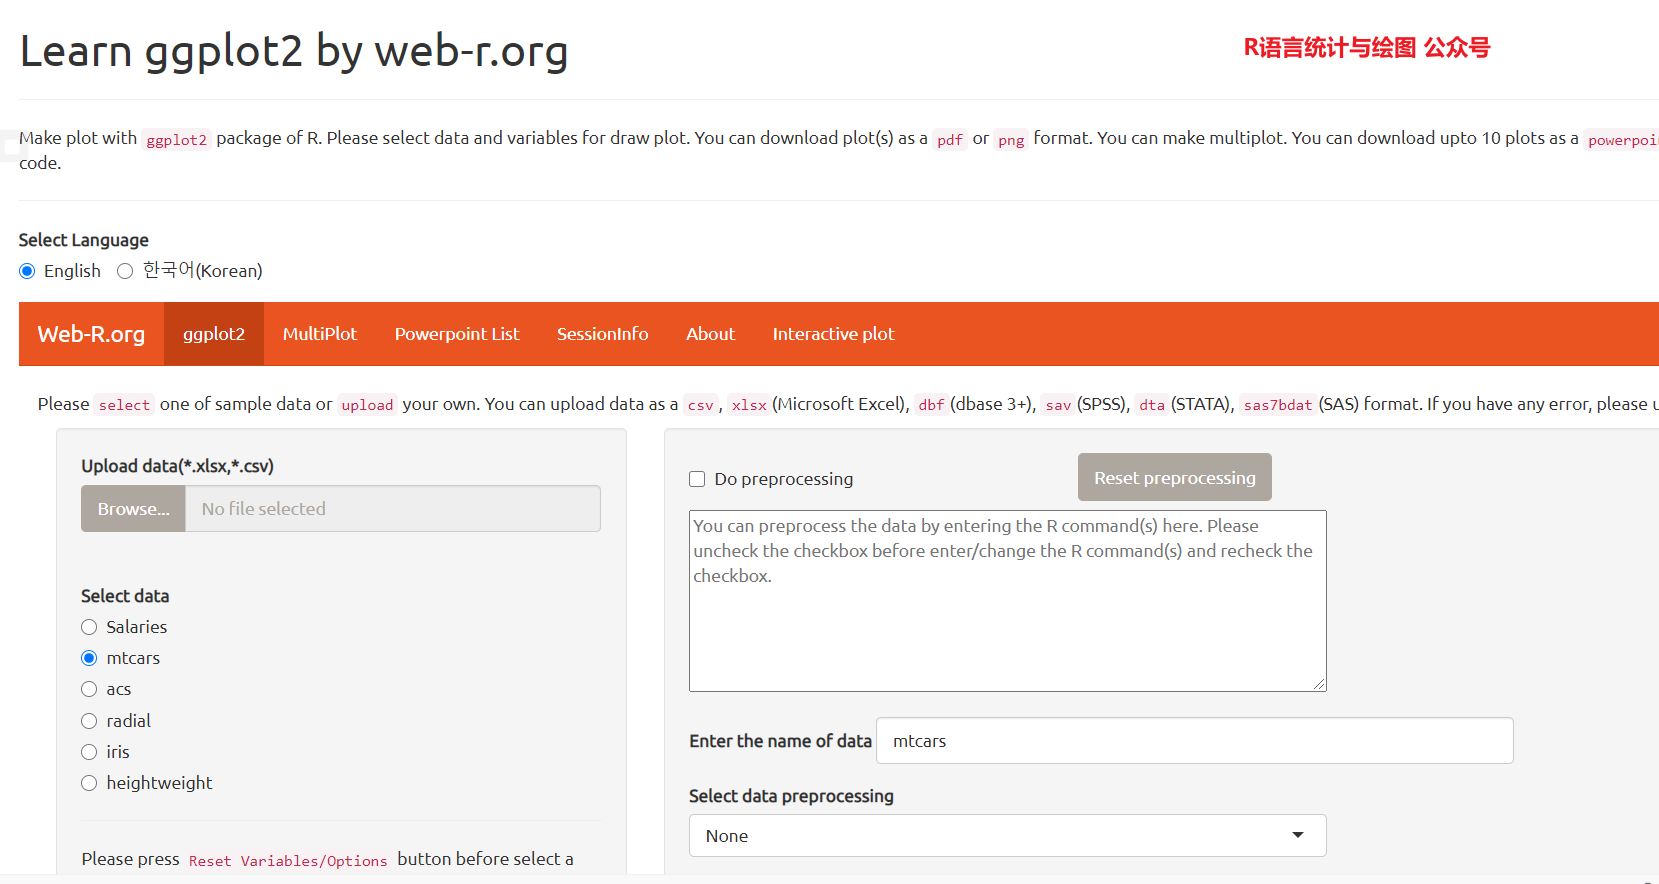 Learn ggplot2 by web-r.org
R语言统计与绘图 公众号
Make plot with ggplot2 package of R. Please select data and variables for draw plot. You can download plot(s) as a pdf or png format. You can make multiplot. You can download upto 10 plots as a
code.
Select Language
English 한국어(Korean)
Web-R.org ggplot2 MultiPlot Powerpoint List SessionInfo About Interactive plot
Please select one of sample data or upload your own. You can upload data as a csv, xlsx (Microsoft Excel), dbf (dbase 3+), sav (SPSS), dta (STATA), sas7bdat (SAS) format. If you have any error, please
Upload data(*.xlsx,*.csv)
Browse... No file selected
Select data
Salaries
mtcars
acs
radial
iris
heightweight
Please press Reset Variables/Options button before select a
Do preprocessing Reset preprocessing
You can preprocess the data by entering the R command(s) here. Please
uncheck the checkbox before enter/change the R command(s) and recheck the
checkbox.
Enter the name of data mtcars
Select data preprocessing
None